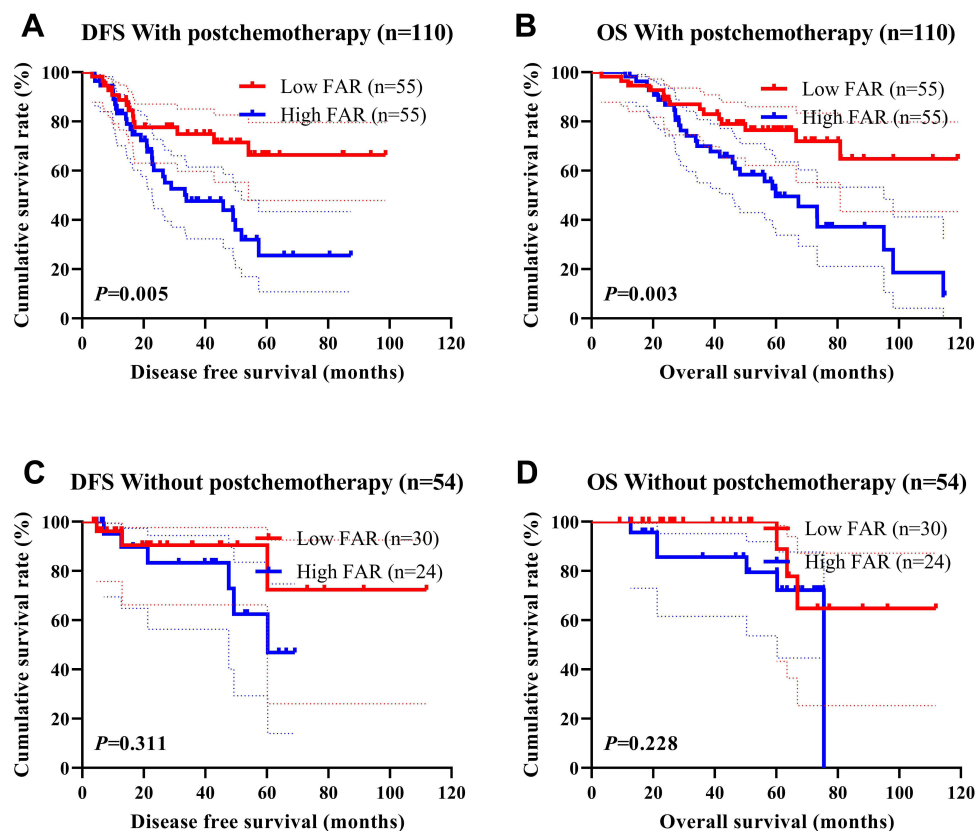 A
DFS With postchemotherapy (n=110)
Cumulative survival rate (%)
100
80
60
40
20
0
Low FAR (n=55)
High FAR (n=55)
P=0.005
0 20 40 60 80 100 120
Disease free survival (months)
B
OS With postchemotherapy (n=110)
Cumulative survival rate (%)
100
80
60
40
20
0
Low FAR (n=55)
High FAR (n=55)
P=0.003
0 20 40 60 80 100 120
Overall survival (months)
C
DFS Without postchemotherapy (n=54)
Cumulative survival rate (%)
100
80
60
40
20
0
Low FAR (n=30)
High FAR (n=24)
P=0.311
0 20 40 60 80 100 120
Disease free survival (months)
D
OS Without postchemotherapy (n=54)
Cumulative survival rate (%)
100
80
60
40
20
0
Low FAR (n=30)
High FAR (n=24)
P=0.228
0 20 40 60 80 100 120
Overall survival (months)